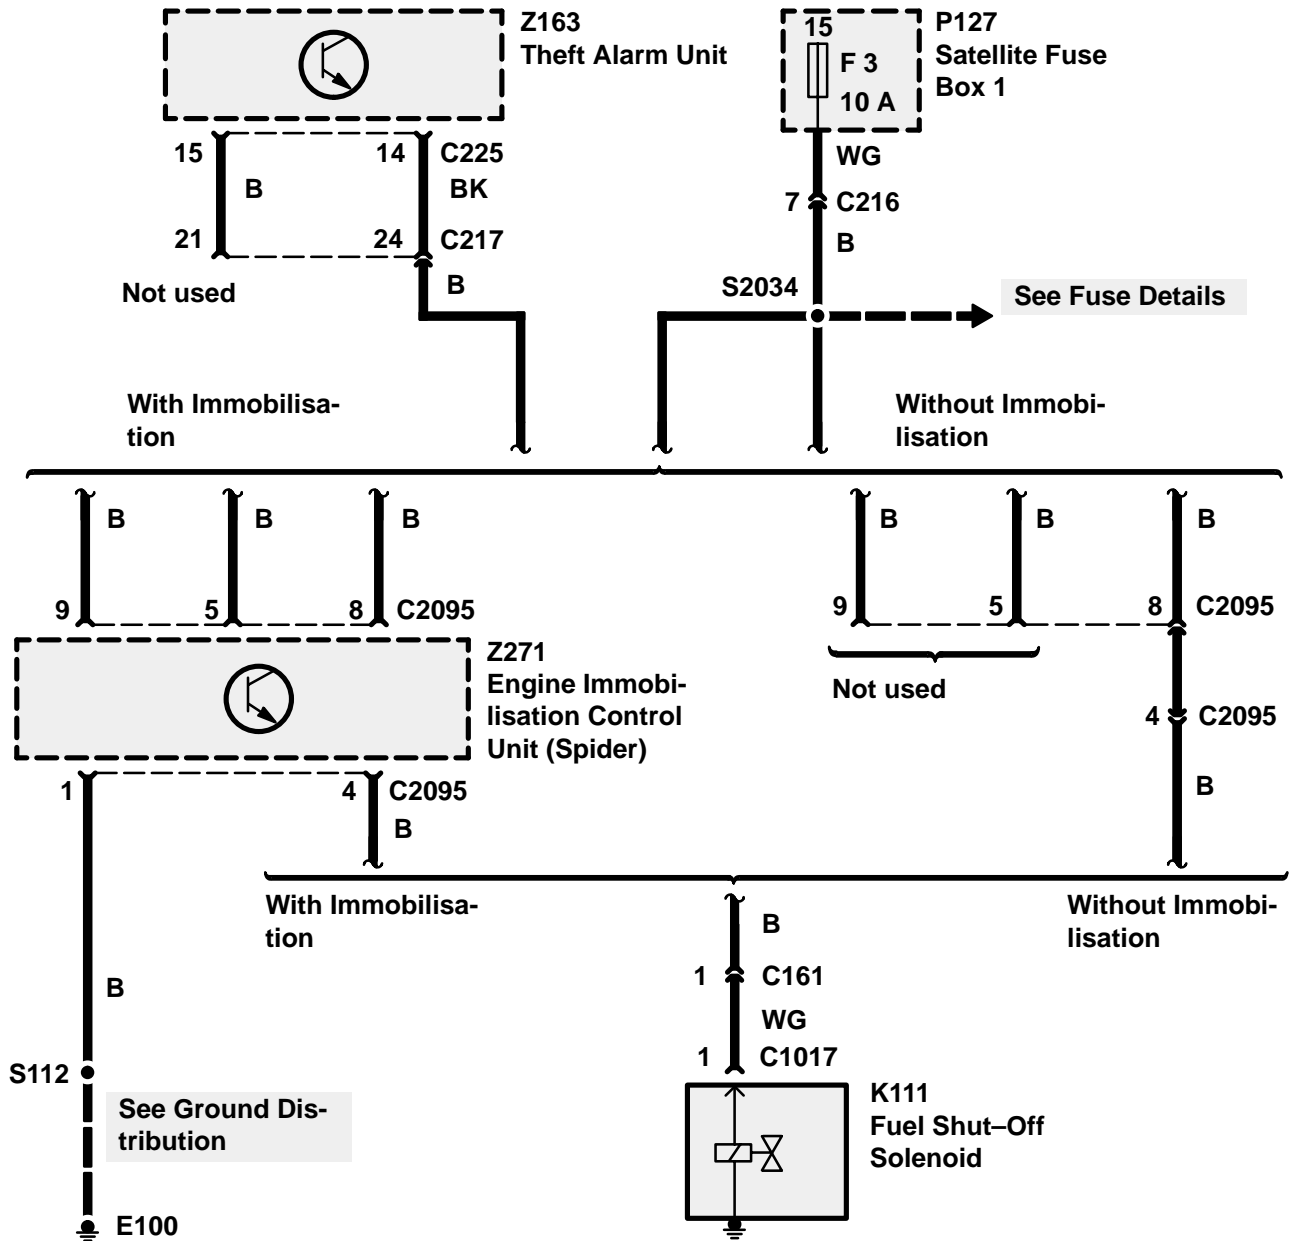 Z163
Theft Alarm Unit
15
F 3
10 A
P127
Satellite Fuse
Box 1
15
14
C225
B
BK
21
24
C217
Not used
B
WG
7
C216
B
S2034
See Fuse Details
With Immobilisa-
tion
Without Immobi-
lisation
B
B
B
9
5
8
C2095
B
B
B
9
5
8
C2095
Not used
4
C2095
B
Z271
Engine Immobi-
lisation Control
Unit (Spider)
1
4
C2095
B
With Immobilisa-
tion
Without Immobi-
lisation
B
1
C161
WG
1
C1017
B
S112
See Ground Dis-
tribution
E100
K111
Fuel Shut–Off
Solenoid